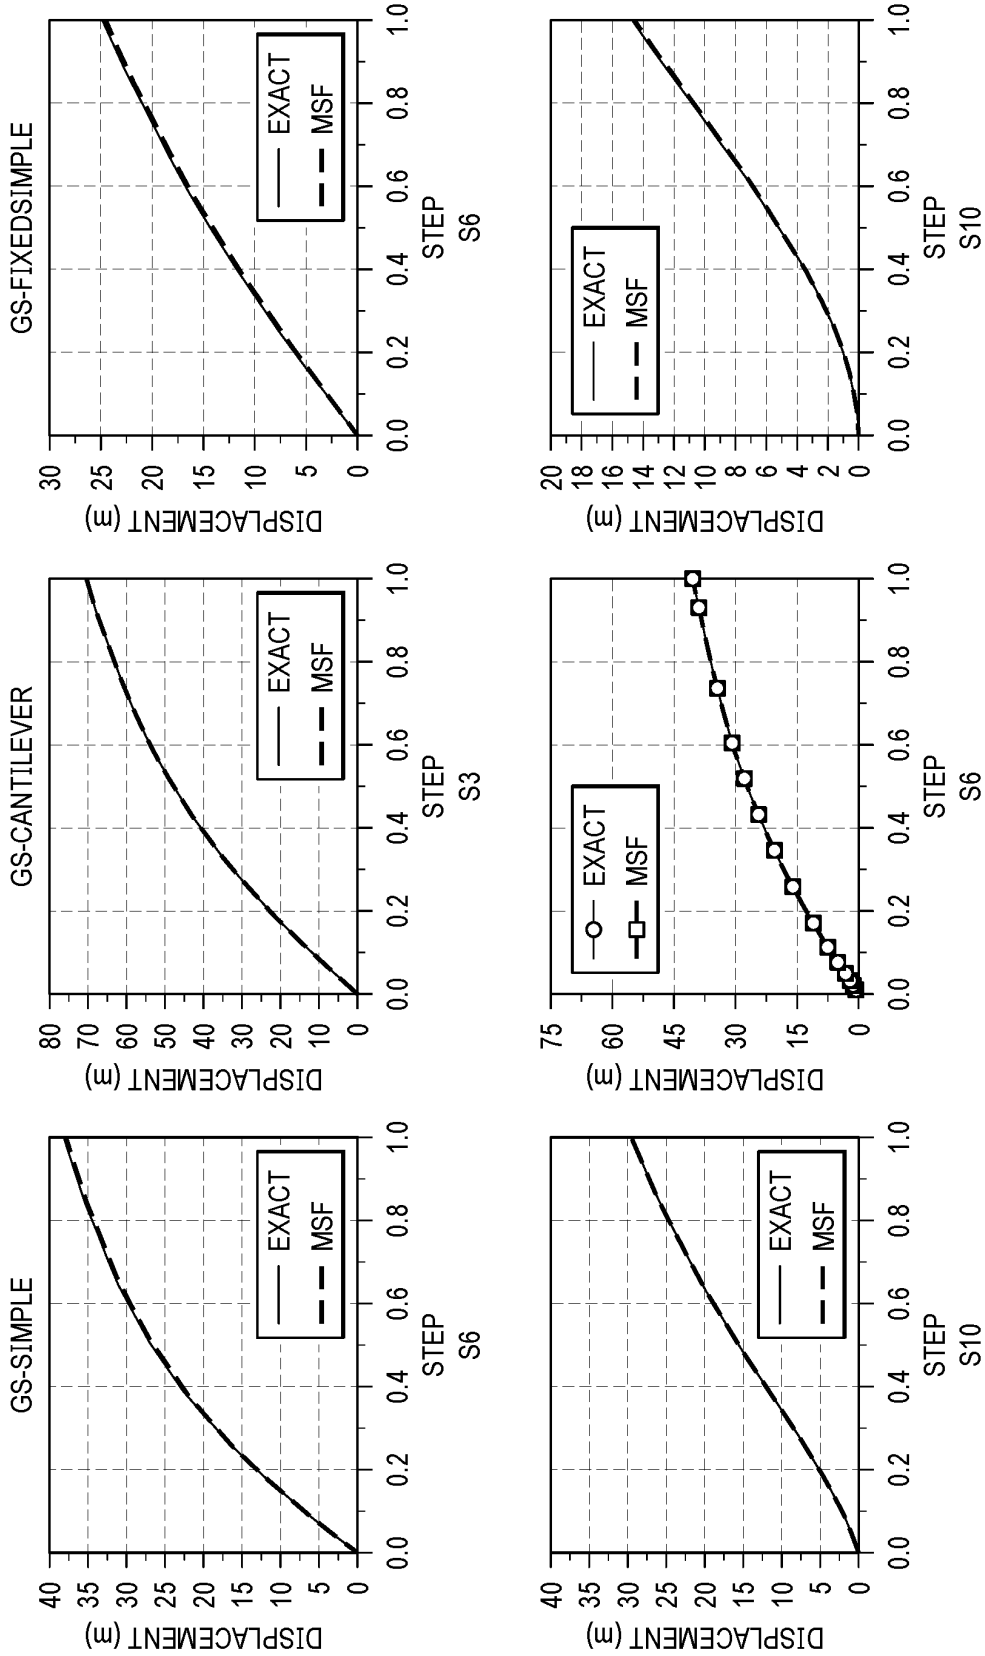 GS-SIMPLE
DISPLACEMENT (m)
40
35
30
25
20
15
10
5
0
EXACT
MSF
0.0 0.2 0.4 0.6 0.8 1.0
STEP
S6
GS-CANTILEVER
DISPLACEMENT (m)
80
70
60
50
40
30
20
10
0
EXACT
MSF
0.0 0.2 0.4 0.6 0.8 1.0
STEP
S3
GS-FIXEDSIMPLE
DISPLACEMENT (m)
30
25
20
15
10
5
0
EXACT
MSF
0.0 0.2 0.4 0.6 0.8 1.0
STEP
S6
DISPLACEMENT (m)
40
35
30
25
20
15
10
5
0
EXACT
MSF
0.0 0.2 0.4 0.6 0.8 1.0
STEP
S10
DISPLACEMENT (m)
75
60
45
30
15
0
EXACT
MSF
0.0 0.2 0.4 0.6 0.8 1.0
STEP
S6
DISPLACEMENT (m)
20
18
16
14
12
10
8
6
4
2
0
EXACT
MSF
0.0 0.2 0.4 0.6 0.8 1.0
STEP
S10